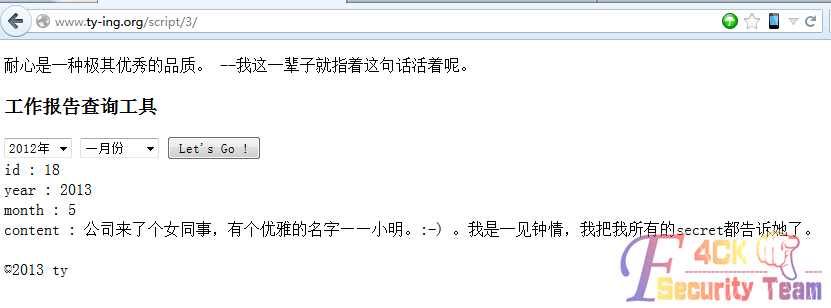 www.ty-ing.org/script/3/
耐心是一种极其优秀的品质。 --我这一辈子就指着这句话活着呢。
工作报告查询工具
2012年 一月份 Let's Go !
id : 18
year : 2013
month : 5
content : 公司来了个女同事，有个优雅的名字——小明。:-) 。我是一见钟情，我把我所有的secret都告诉她了。
©2013 ty
F4CK
Security Team